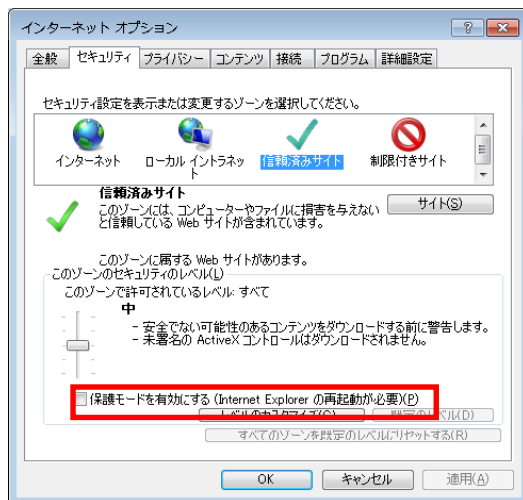 インターネット オプション
全般 セキュリティ プライバシー コンテンツ 接続 プログラム 詳細設定
セキュリティ設定を表示または変更するゾーンを選択してください。
インターネット ローカル イントラネッ
ト 信頼済みサイト 制限付きサイト
信頼済みサイト
このゾーンには、コンピューターやファイルに損害を与えない
と信頼している Web サイトが含まれています。
サイト(S)
このゾーンに属する Web サイトがあります。
このゾーンのセキュリティのレベル(L)
このゾーンで許可されているレベル: すべて
中
- 安全でない可能性のあるコンテンツをダウンロードする前に警告します。
- 未署名の ActiveX コントロールはダウンロードされません。
保護モードを有効にする (Internet Explorer の再起動が必要)(P)
レベルのカスタマイズ(C) 既定のレベル(D)
すべてのゾーンを既定のレベルにリセットする(R)
OK キャンセル 適用(A)